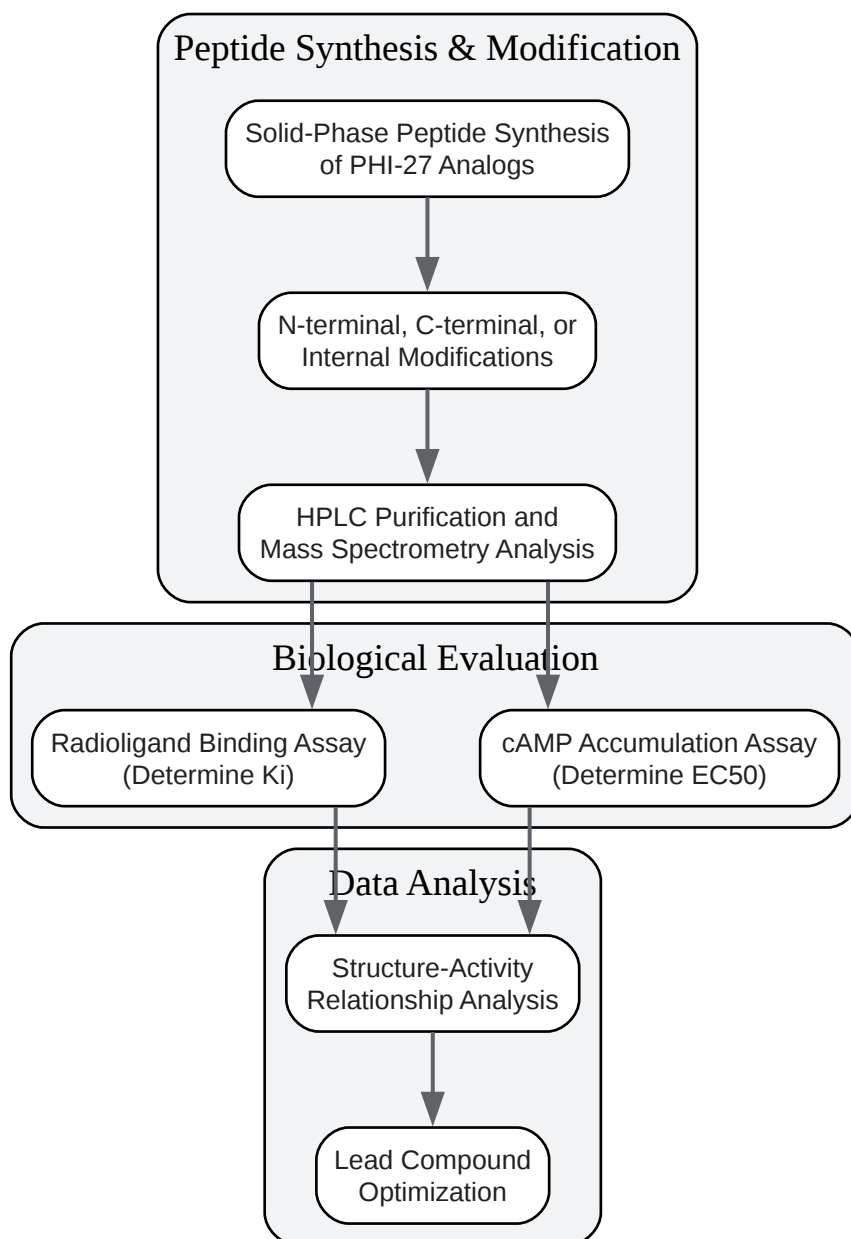 Peptide Synthesis & Modification
Solid-Phase Peptide Synthesis
of PHI-27 Analogs
N-terminal, C-terminal, or
Internal Modifications
HPLC Purification and
Mass Spectrometry Analysis
Biological Evaluation
Radioligand Binding Assay
(Determine Ki)
cAMP Accumulation Assay
(Determine EC50)
Data Analysis
Structure-Activity
Relationship Analysis
Lead Compound
Optimization